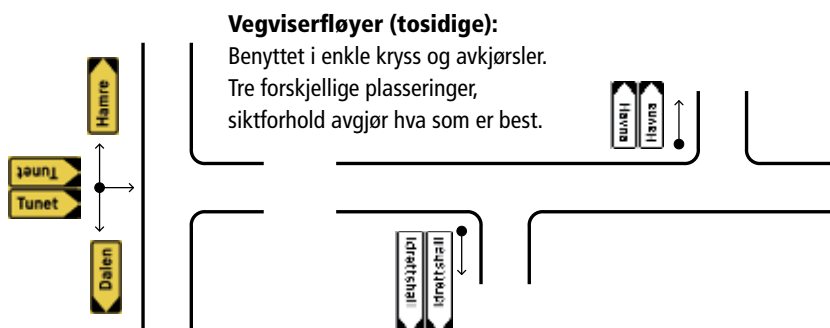 Vegviserfløyer (tosidige):
Benyttet i enkle kryss og avkjørsler.
Tre forskjellige plasseringer,
siktforhold avgjør hva som er best.
Hamre
Tunet
Tunet
Dalen
Havna
Havna
Idrettshall
Idrettshall